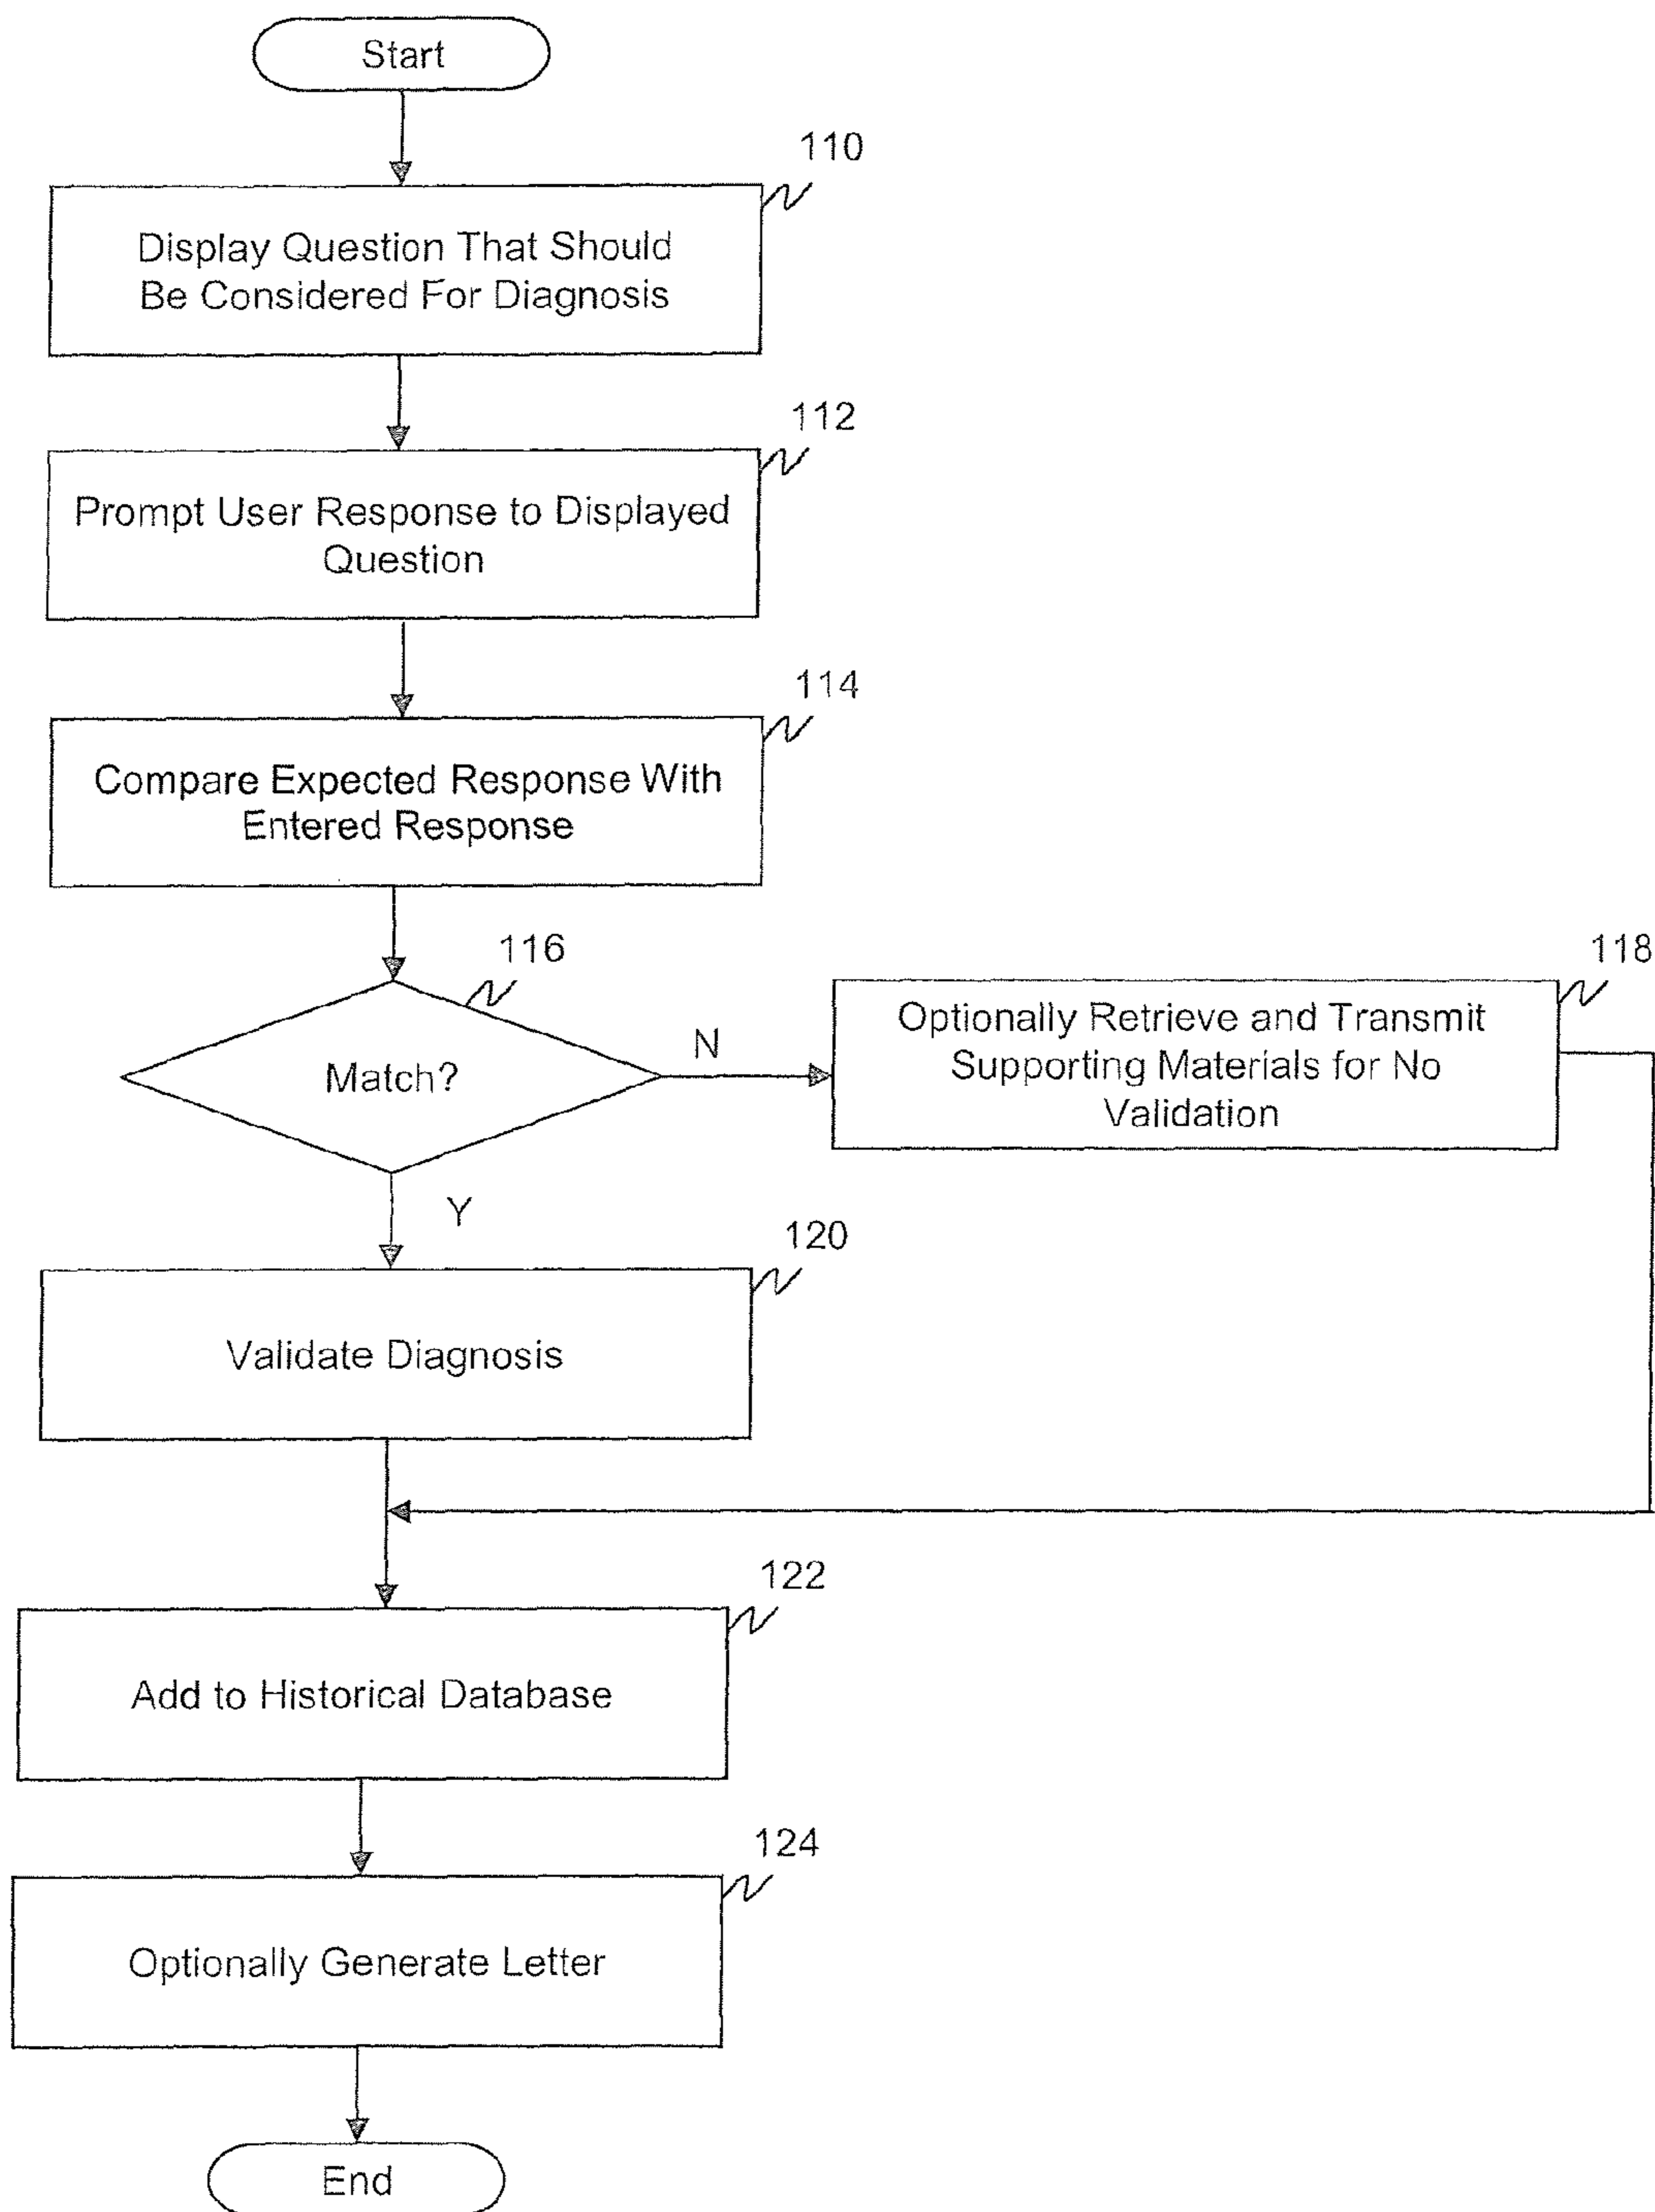 Start
110
Display Question That Should
Be Considered For Diagnosis
112
Prompt User Response to Displayed
Question
114
Compare Expected Response With
Entered Response
116
Match?
N
118
Optionally Retrieve and Transmit
Supporting Materials for No
Validation
Y
120
Validate Diagnosis
122
Add to Historical Database
124
Optionally Generate Letter
End